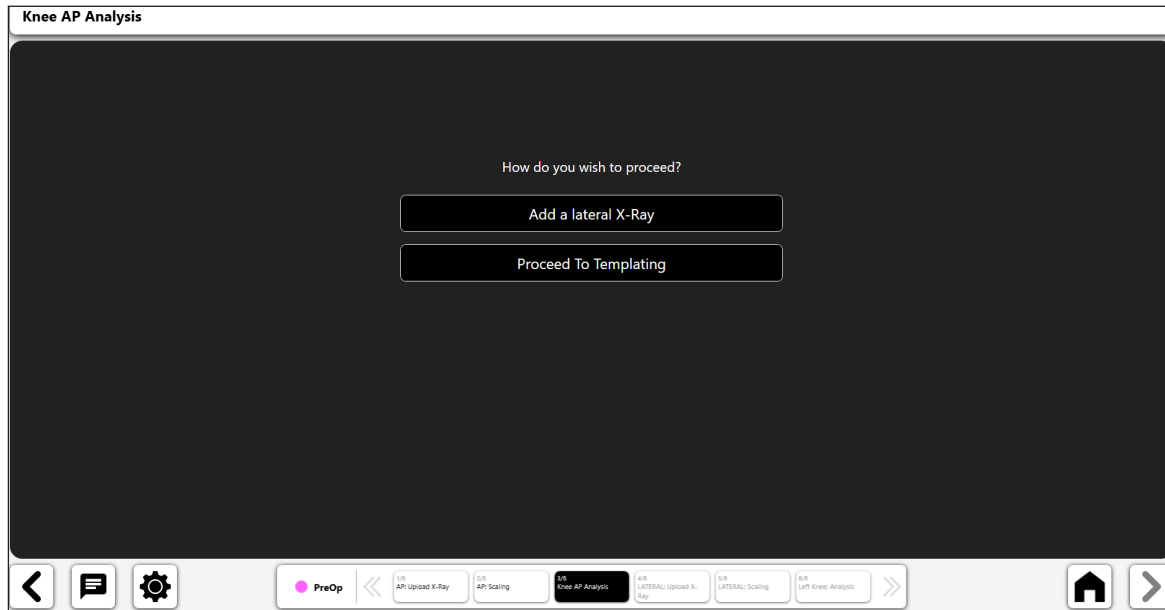 Knee AP Analysis
How do you wish to proceed?
Add a lateral X-Ray
Proceed To Templating
PreOp
1/6
AP: Upload X-Ray
2/6
AP: Scaling
3/6
Knee AP Analysis
4/6
LATERAL: Upload X-
Ray
5/6
LATERAL: Scaling
6/6
Left Knee: Analysis